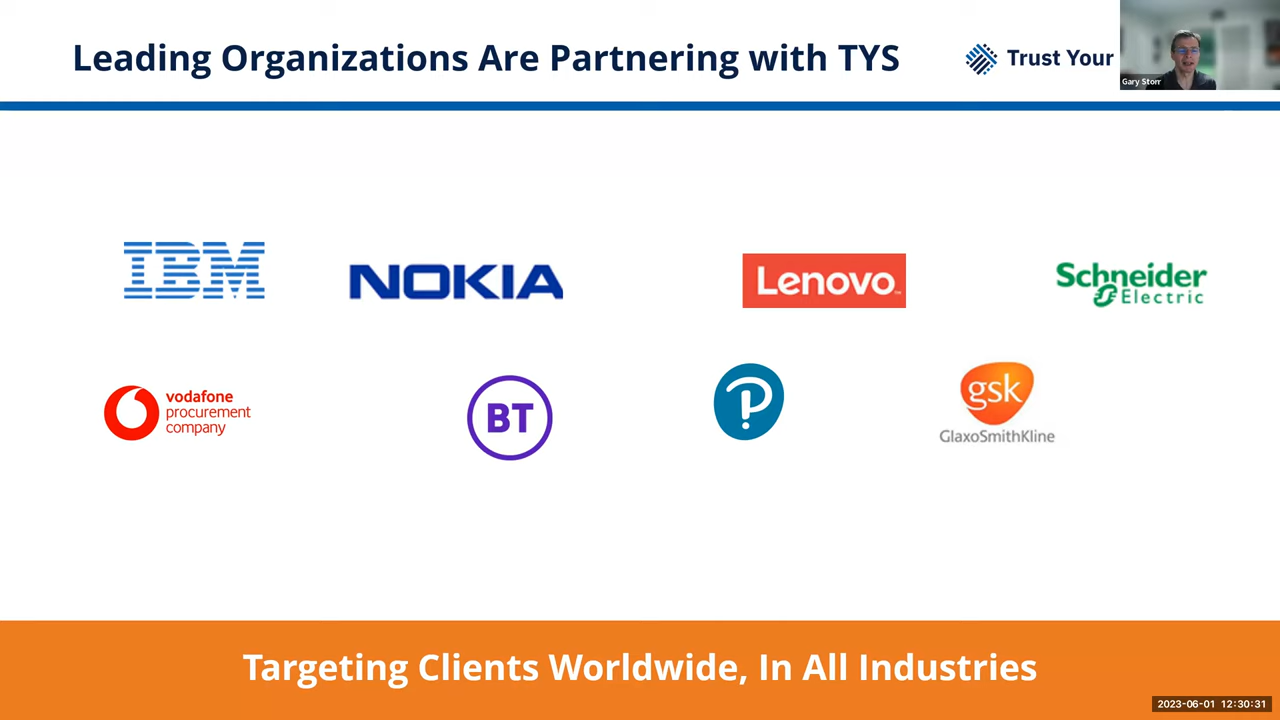 Leading Organizations Are Partnering with TYS
Trust Your
Gary Storr
IBM
NOKIA
Lenovo
Schneider
Electric
vodafone
procurement
company
BT
P
gsk
GlaxoSmithKline
Targeting Clients Worldwide, In All Industries
2023-06-01 12:30:31